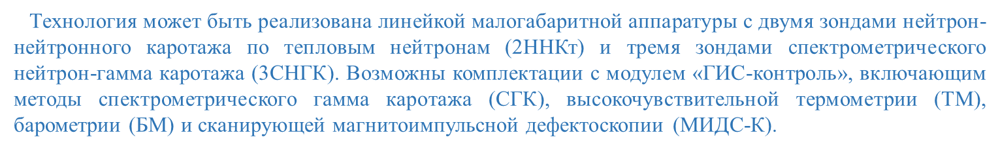 Технология может быть реализована линейкой малогабаритной аппаратуры с двумя зондами нейтрон-
нейтронного каротажа по тепловым нейтронам (2ННКт) и тремя зондами спектрометрического
нейтрон-гамма каротажа (3СНГК). Возможны комплектации с модулем «ГИС-контроль», включающим
методы спектрометрического гамма каротажа (СГК), высокочувствительной термометрии (ТМ),
барометрии (БМ) и сканирующей магнитоимпульсной дефектоскопии (МИДС-К).